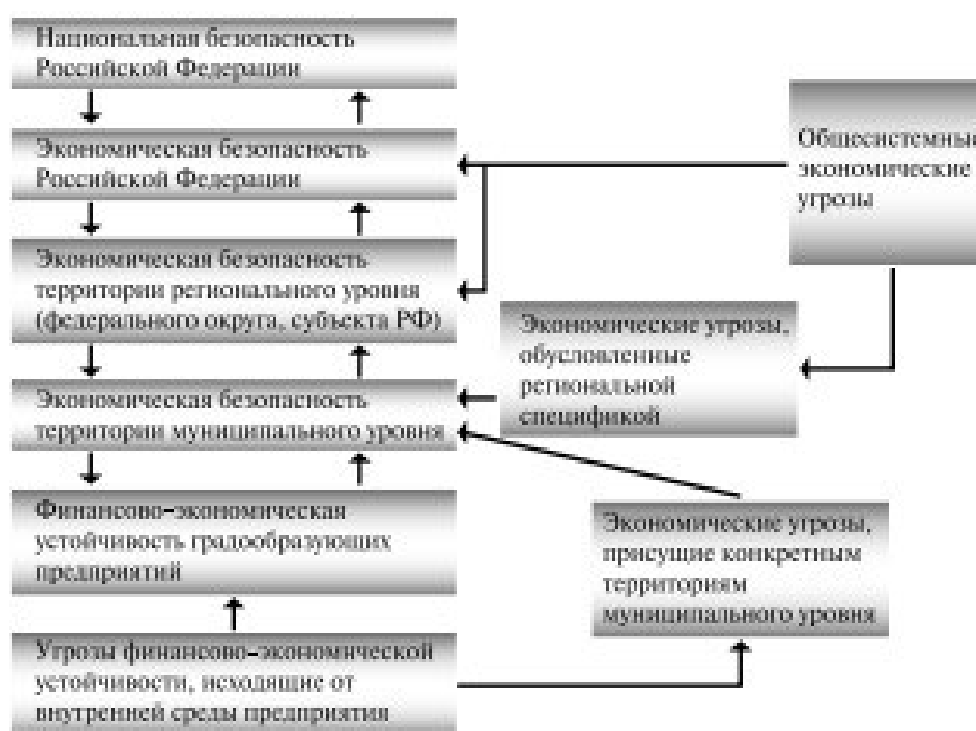 Национальная безопасность
Российской Федерации
Экономическая безопасность
Российской Федерации
Общесистемные
экономические
угрозы
Экономическая безопасность
территории регионального уровня
(федерального округа, субъекта РФ)
Экономические угрозы,
обусловленные
региональной
спецификой
Экономическая безопасность
территории муниципального уровня
Финансово-экономическая
устойчивость градообразующих
предприятий
Экономические угрозы,
присущие конкретным
территориям
муниципального уровня
Угрозы финансово-экономической
устойчивости, исходящие от
внутренней среды предприятия